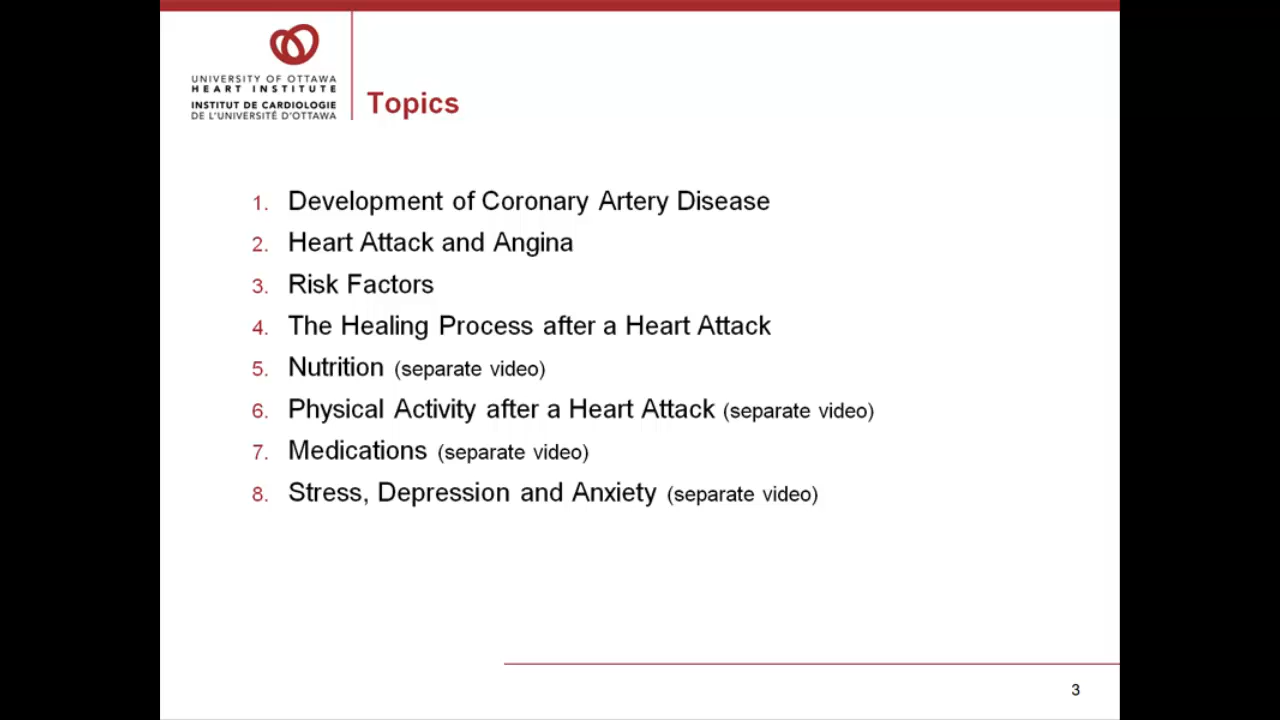 UNIVERSITY OF OTTAWA
HEART INSTITUTE
INSTITUT DE CARDIOLOGIE
DE L'UNIVERSITÉ D'OTTAWA
Topics
1. Development of Coronary Artery Disease
2. Heart Attack and Angina
3. Risk Factors
4. The Healing Process after a Heart Attack
5. Nutrition (separate video)
6. Physical Activity after a Heart Attack (separate video)
7. Medications (separate video)
8. Stress, Depression and Anxiety (separate video)
3